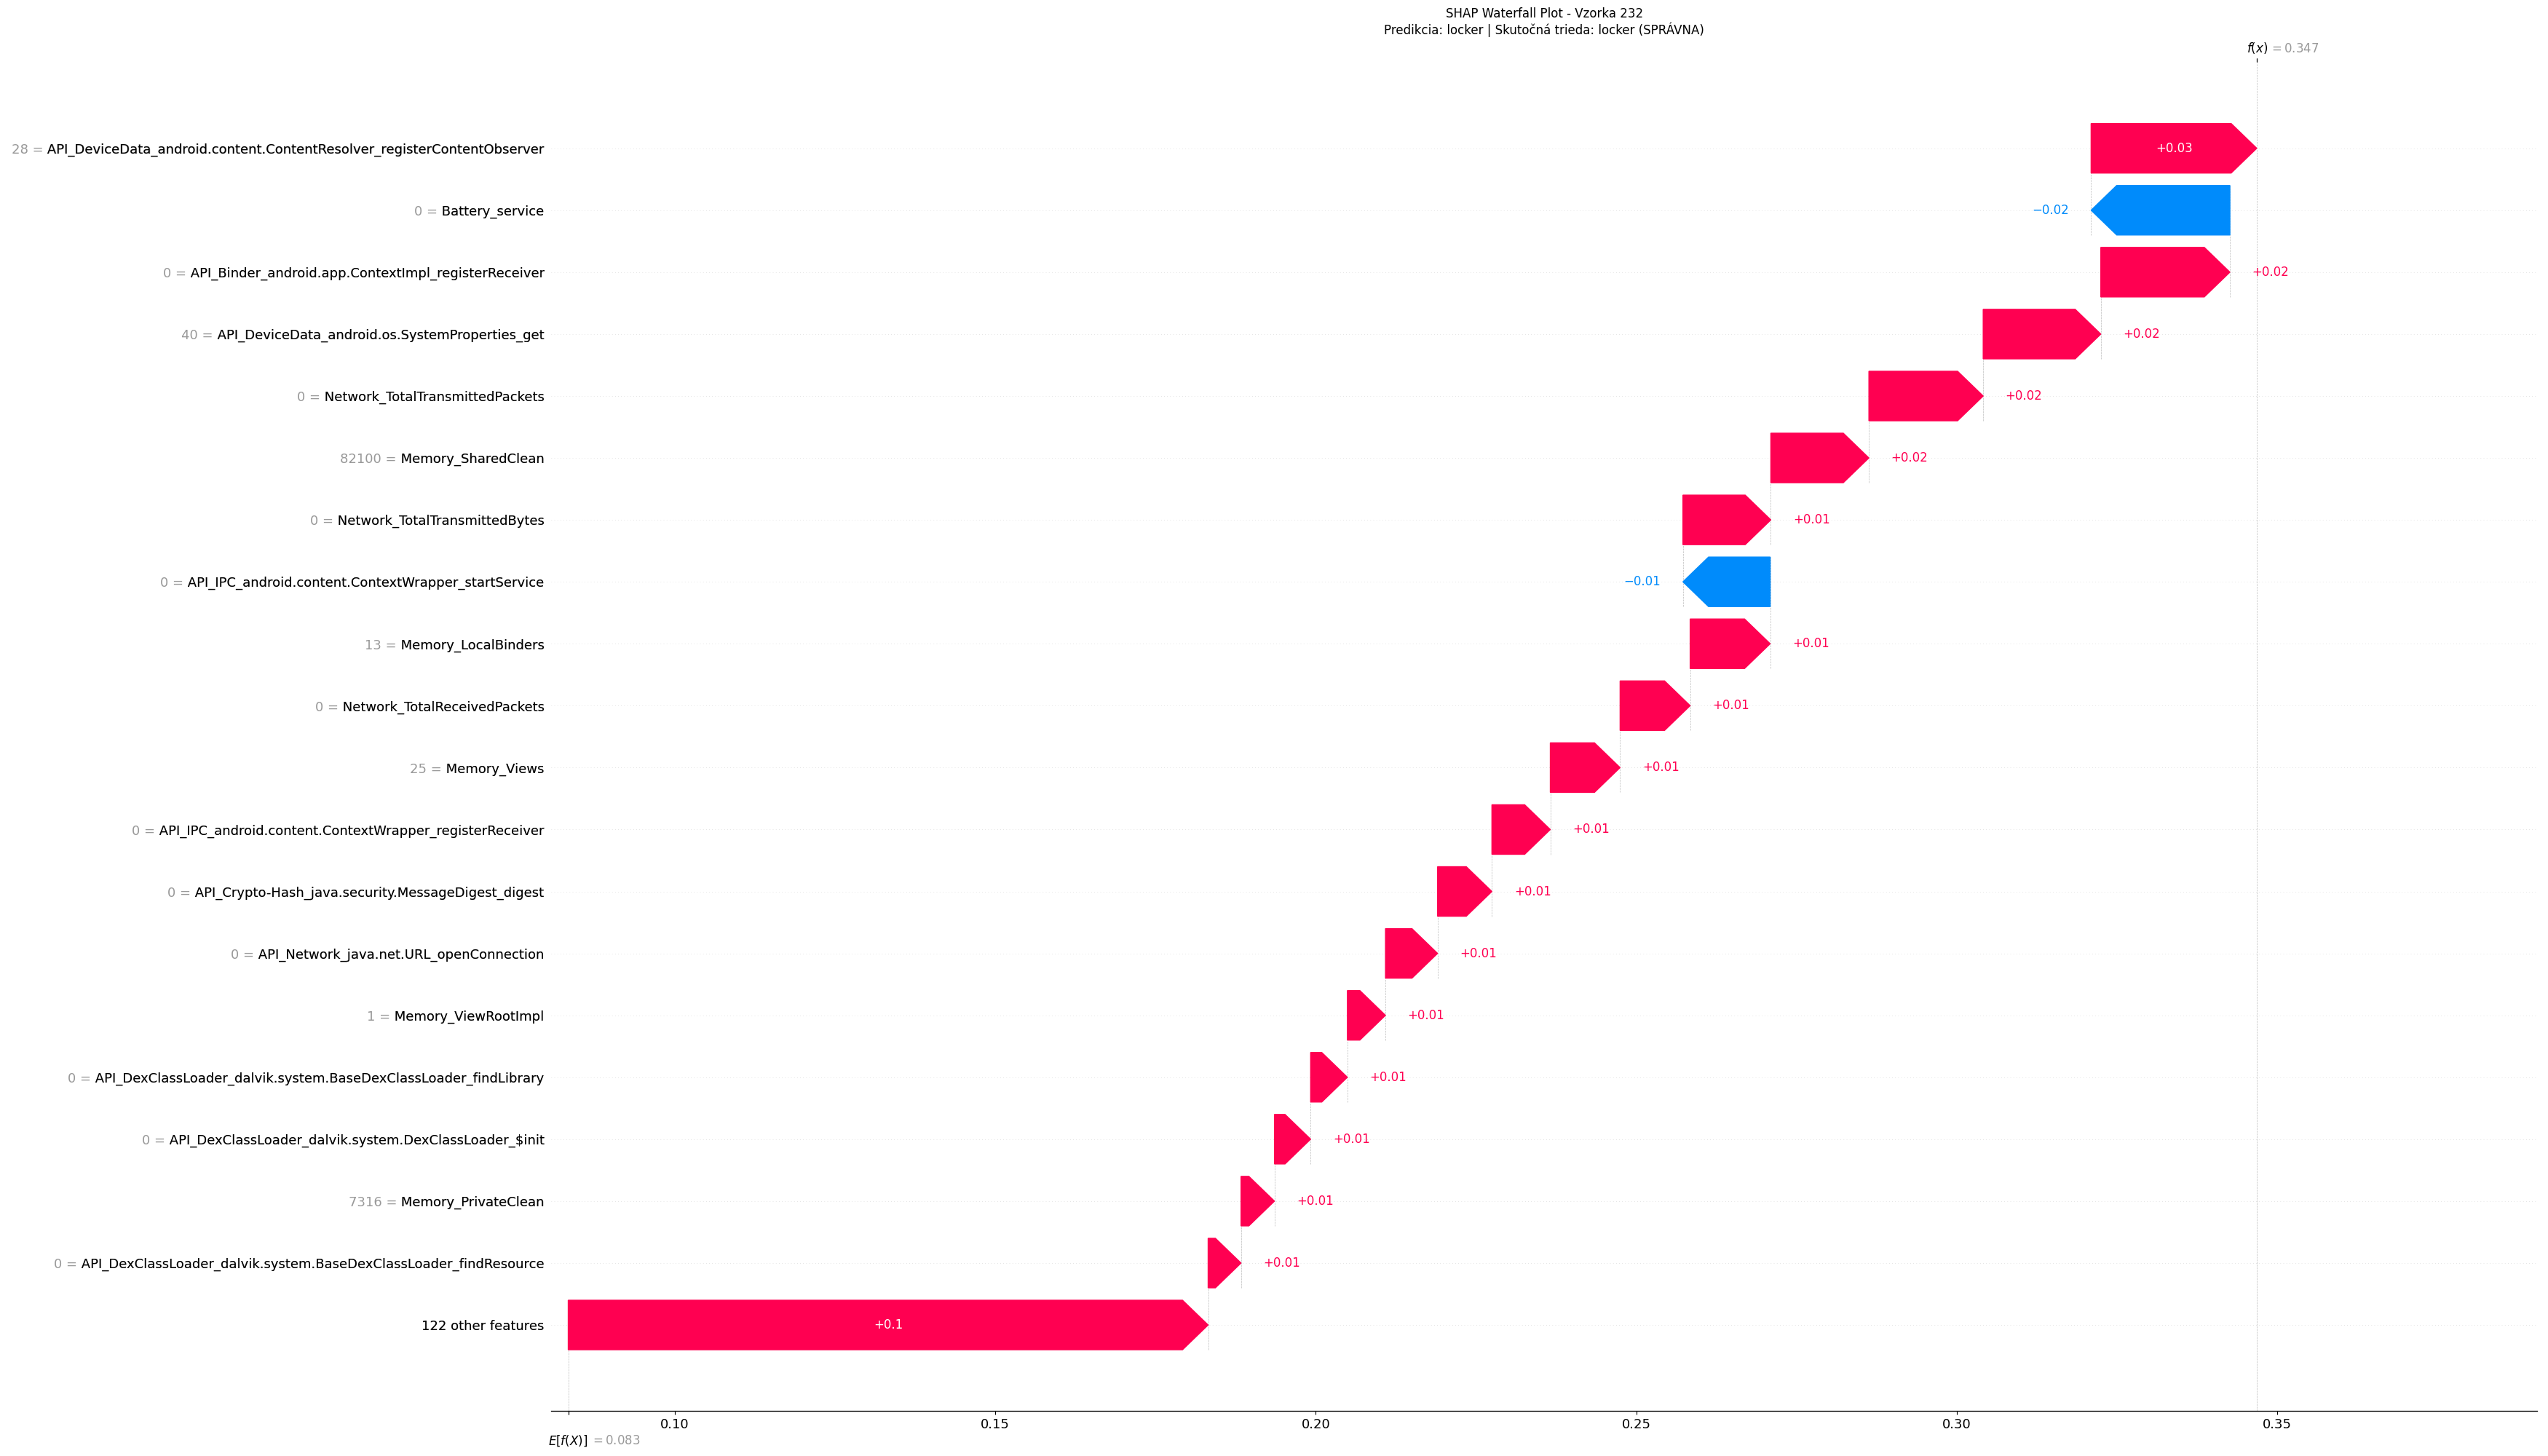 SHAP Waterfall Plot - Vzorka 232
Predikcia: locker | Skutočná trieda: locker (SPRÁVNA)
f(x) = 0.347
28 = API_DeviceData_android.content.ContentResolver_registerContentObserver +0.03
0 = Battery_service −0.02
0 = API_Binder_android.app.ContextImpl_registerReceiver +0.02
40 = API_DeviceData_android.os.SystemProperties_get +0.02
0 = Network_TotalTransmittedPackets +0.02
82100 = Memory_SharedClean +0.02
0 = Network_TotalTransmittedBytes +0.01
0 = API_IPC_android.content.ContextWrapper_startService −0.01
13 = Memory_LocalBinders +0.01
0 = Network_TotalReceivedPackets +0.01
25 = Memory_Views +0.01
0 = API_IPC_android.content.ContextWrapper_registerReceiver +0.01
0 = API_Crypto-Hash_java.security.MessageDigest_digest +0.01
0 = API_Network_java.net.URL_openConnection +0.01
1 = Memory_ViewRootImpl +0.01
0 = API_DexClassLoader_dalvik.system.BaseDexClassLoader_findLibrary +0.01
0 = API_DexClassLoader_dalvik.system.DexClassLoader_$init +0.01
7316 = Memory_PrivateClean +0.01
0 = API_DexClassLoader_dalvik.system.BaseDexClassLoader_findResource +0.01
122 other features +0.1
0.10 0.15 0.20 0.25 0.30 0.35
E[f(X)] = 0.083